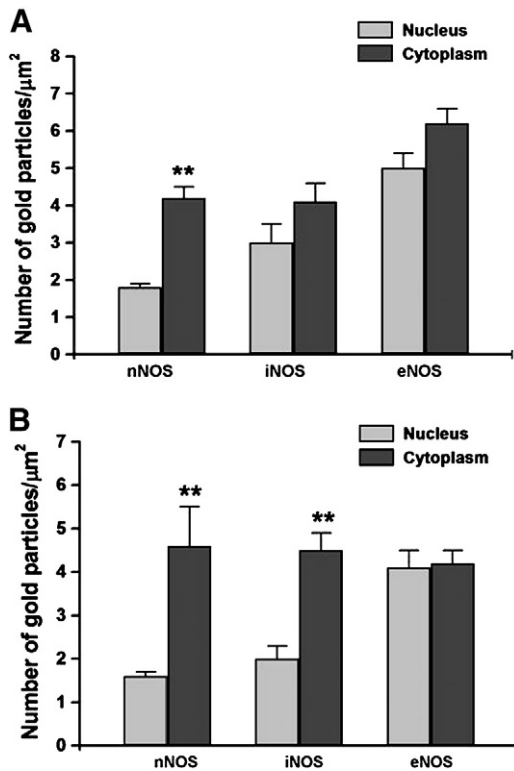 A
Nucleus
Cytoplasm
Number of gold particles/µm²
8
7
6
5
4
3
2
1
0
**
nNOS iNOS eNOS
B
Nucleus
Cytoplasm
Number of gold particles/µm²
7
6
5
4
3
2
1
0
** **
nNOS iNOS eNOS